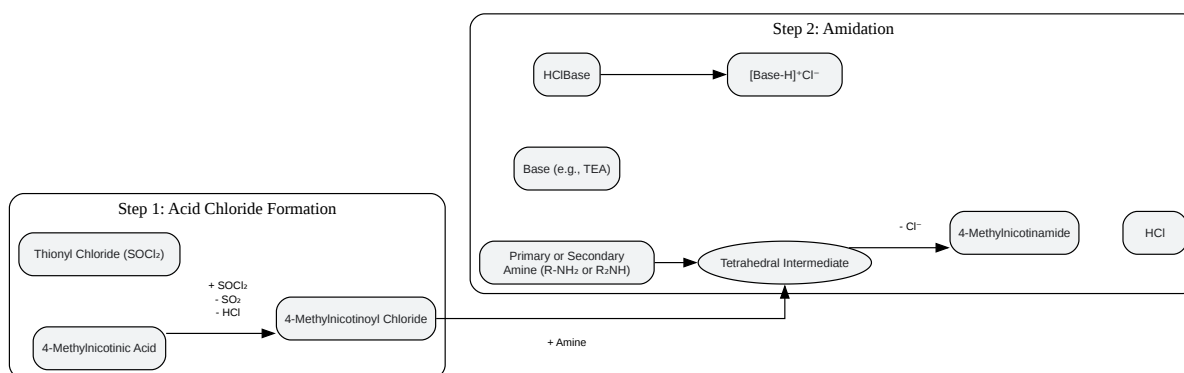 Step 1: Acid Chloride Formation
Thionyl Chloride (SOCl₂)
4-Methylnicotinic Acid
+ SOCl₂
- SO₂
- HCl
4-Methylnicotinoyl Chloride
+ Amine
Step 2: Amidation
HClBase
[Base-H]⁺Cl⁻
Base (e.g., TEA)
Primary or Secondary
Amine (R-NH₂ or R₂NH)
Tetrahedral Intermediate
- Cl⁻
4-Methylnicotinamide
HCl